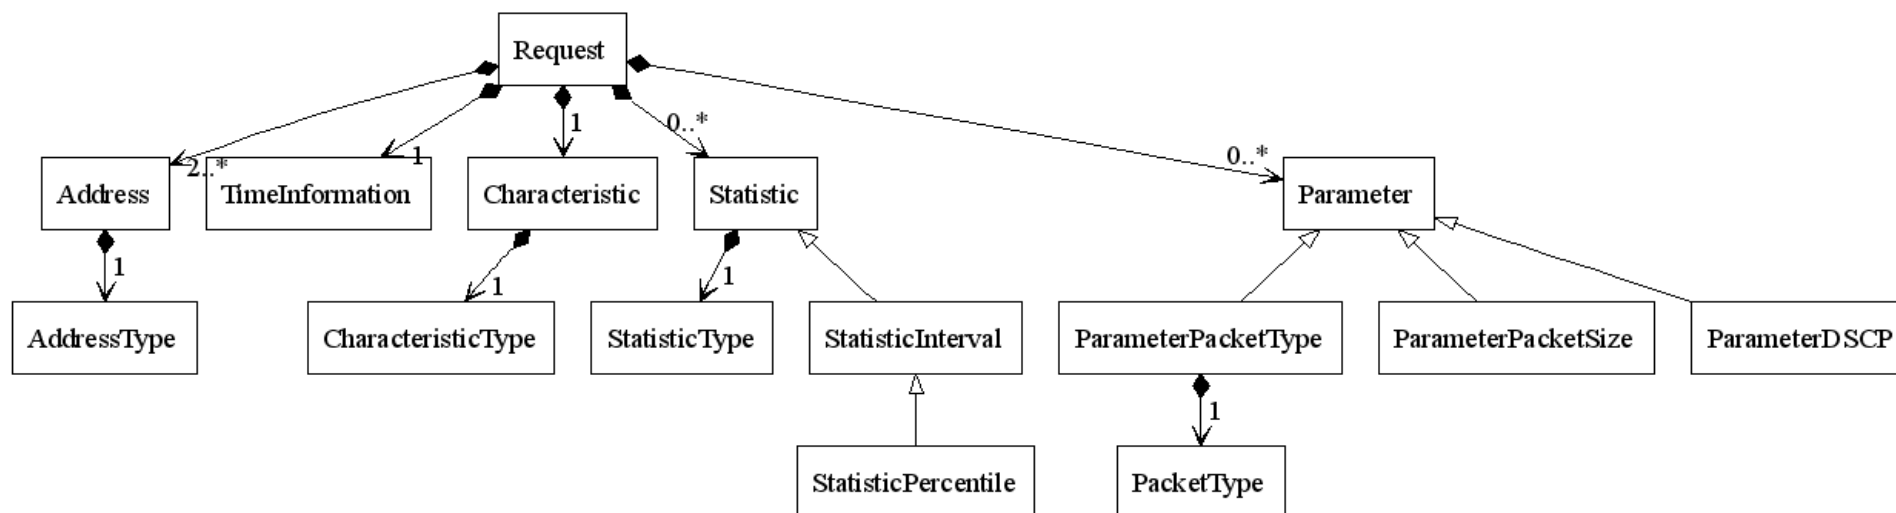 Request
1
0..*
2..*
1
0..*
Address
TimeInformation
Characteristic
Statistic
Parameter
1
1
1
AddressType
CharacteristicType
StatisticType
StatisticInterval
ParameterPacketType
ParameterPacketSize
ParameterDSCP
1
StatisticPercentile
PacketType